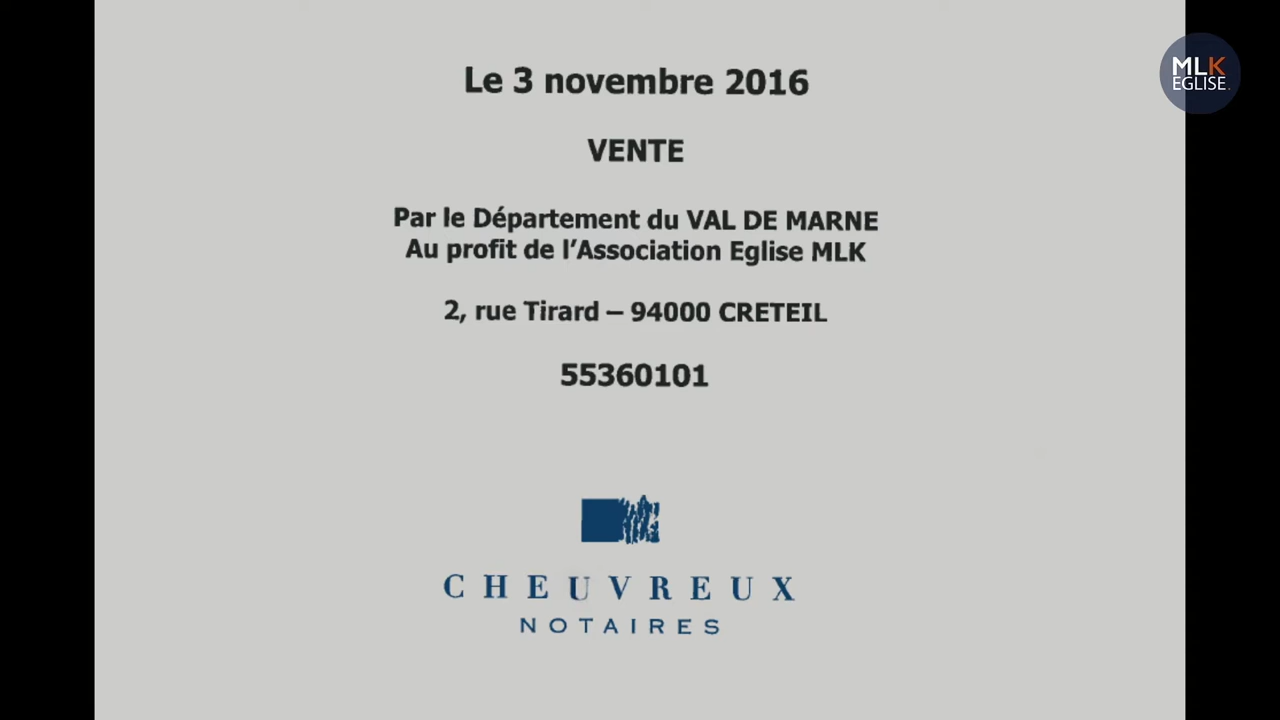 MLK
EGLISE.
Le 3 novembre 2016
VENTE
Par le Département du VAL DE MARNE
Au profit de l’Association Eglise MLK
2, rue Tirard – 94000 CRETEIL
55360101
CHEUVREUX
NOTAIRES